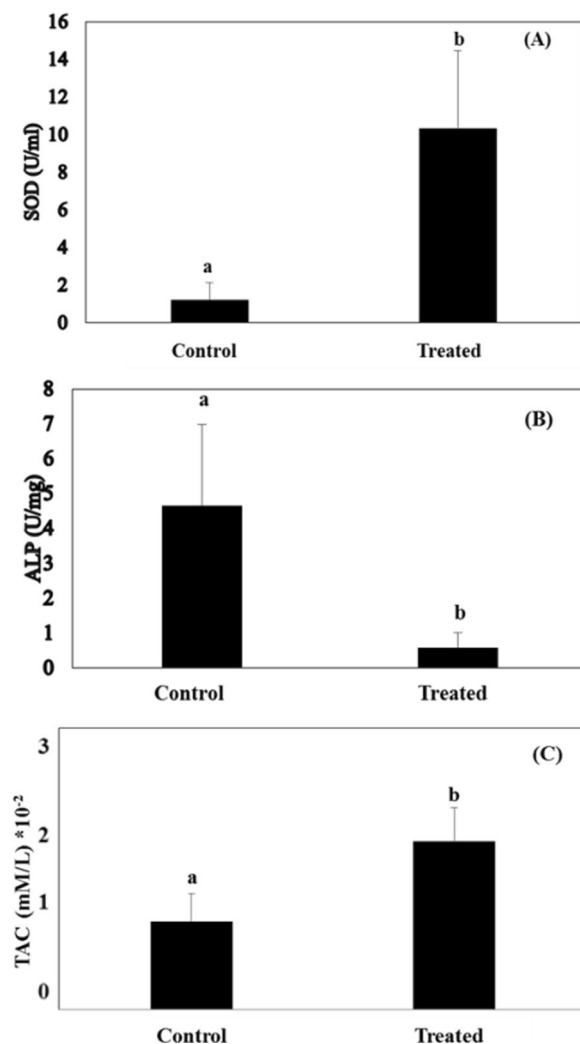 16
14
12
10
8
6
4
2
0
SOD (U/ml)
(A)
a
b
Control Treated
8
7
6
5
4
3
2
1
0
ALP (U/mg)
(B)
a
b
Control Treated
3
2
1
0
TAC (mM/L) *10⁻²
(C)
a
b
Control Treated